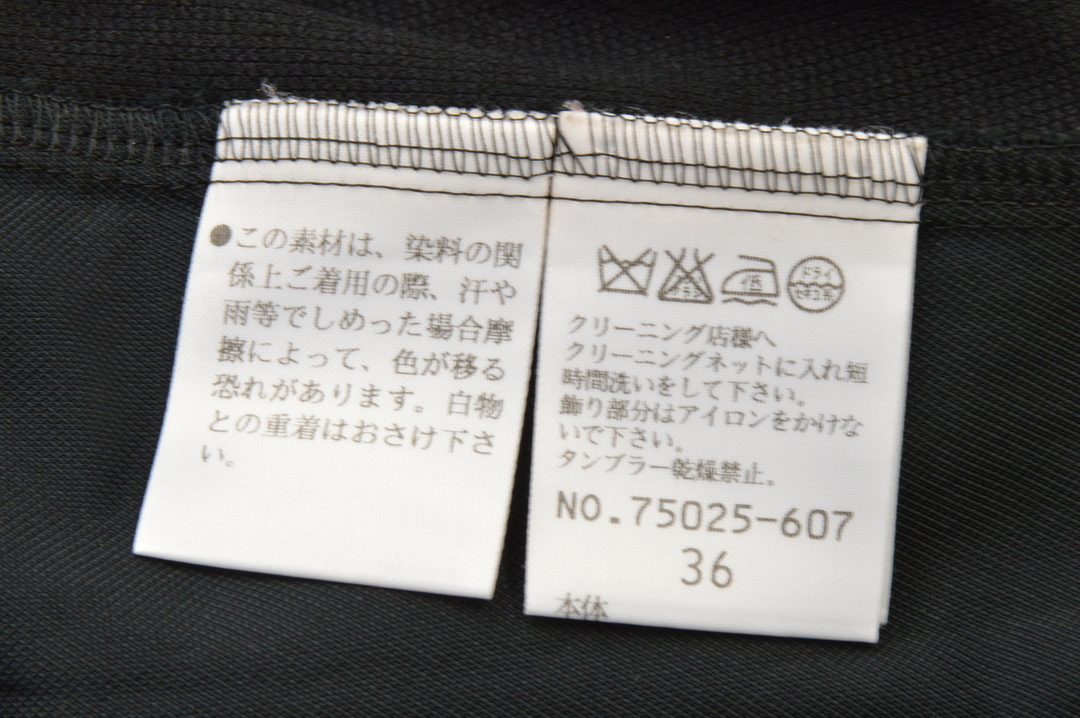 ●この素材は、染料の関
係上ご着用の際、汗や
雨等でしめった場合摩
擦によって、色が移る
恐れがあります。白物
との重着はおさけ下さ
い。
低
ドライ
クリーニング店様へ
クリーニングネットに入れ短
時間洗いをして下さい。
飾り部分はアイロンをかけな
いで下さい。
タンブラー乾燥禁止。
NO.75025-607
36
本体